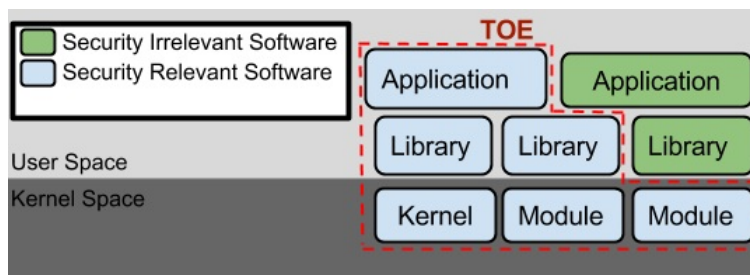 TOE
Security Irrelevant Software
Security Relevant Software
Application
Application
Library
Library
Library
User Space
Kernel Space
Kernel
Module
Module